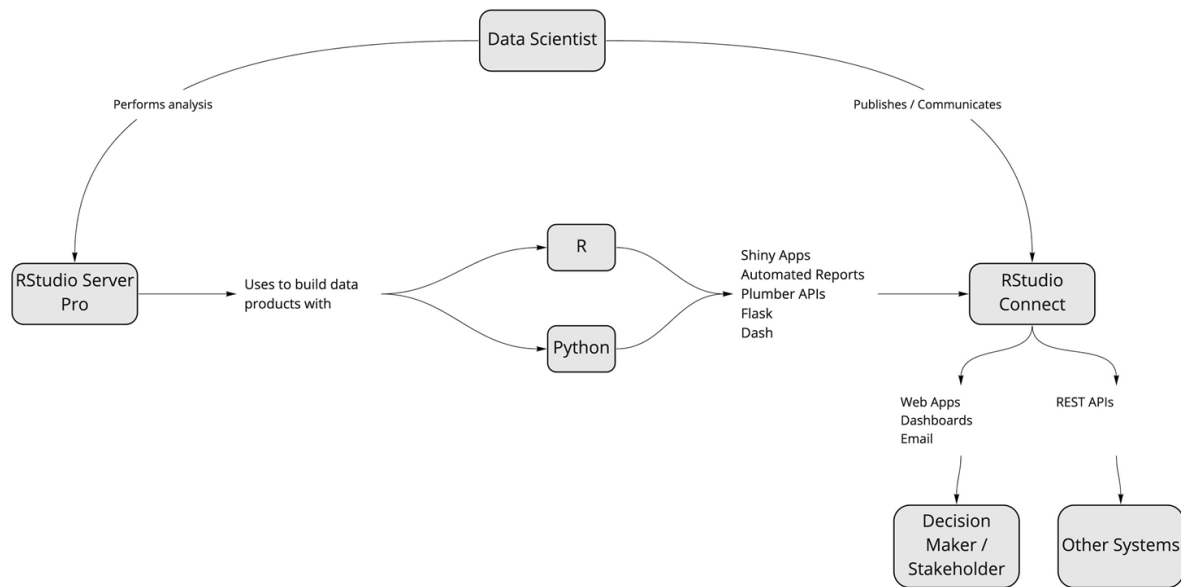 Data Scientist
Performs analysis
Publishes / Communicates
RStudio Server
Pro
Uses to build data
products with
R
Python
Shiny Apps
Automated Reports
Plumber APIs
Flask
Dash
RStudio
Connect
Web Apps
Dashboards
Email
REST APIs
Decision
Maker /
Stakeholder
Other Systems